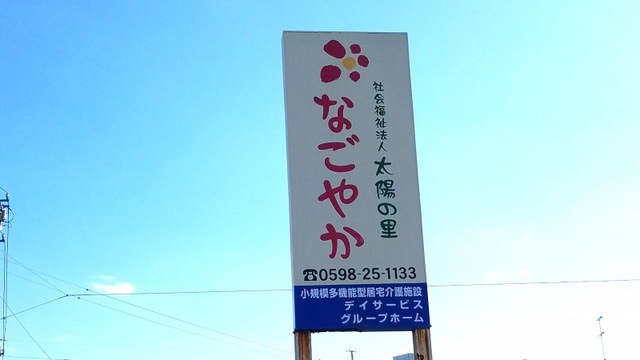 社会福祉法人 太陽の里
なごやか
☎0598-25-1133
小規模多機能型居宅介護施設
デイサービス
グループホーム